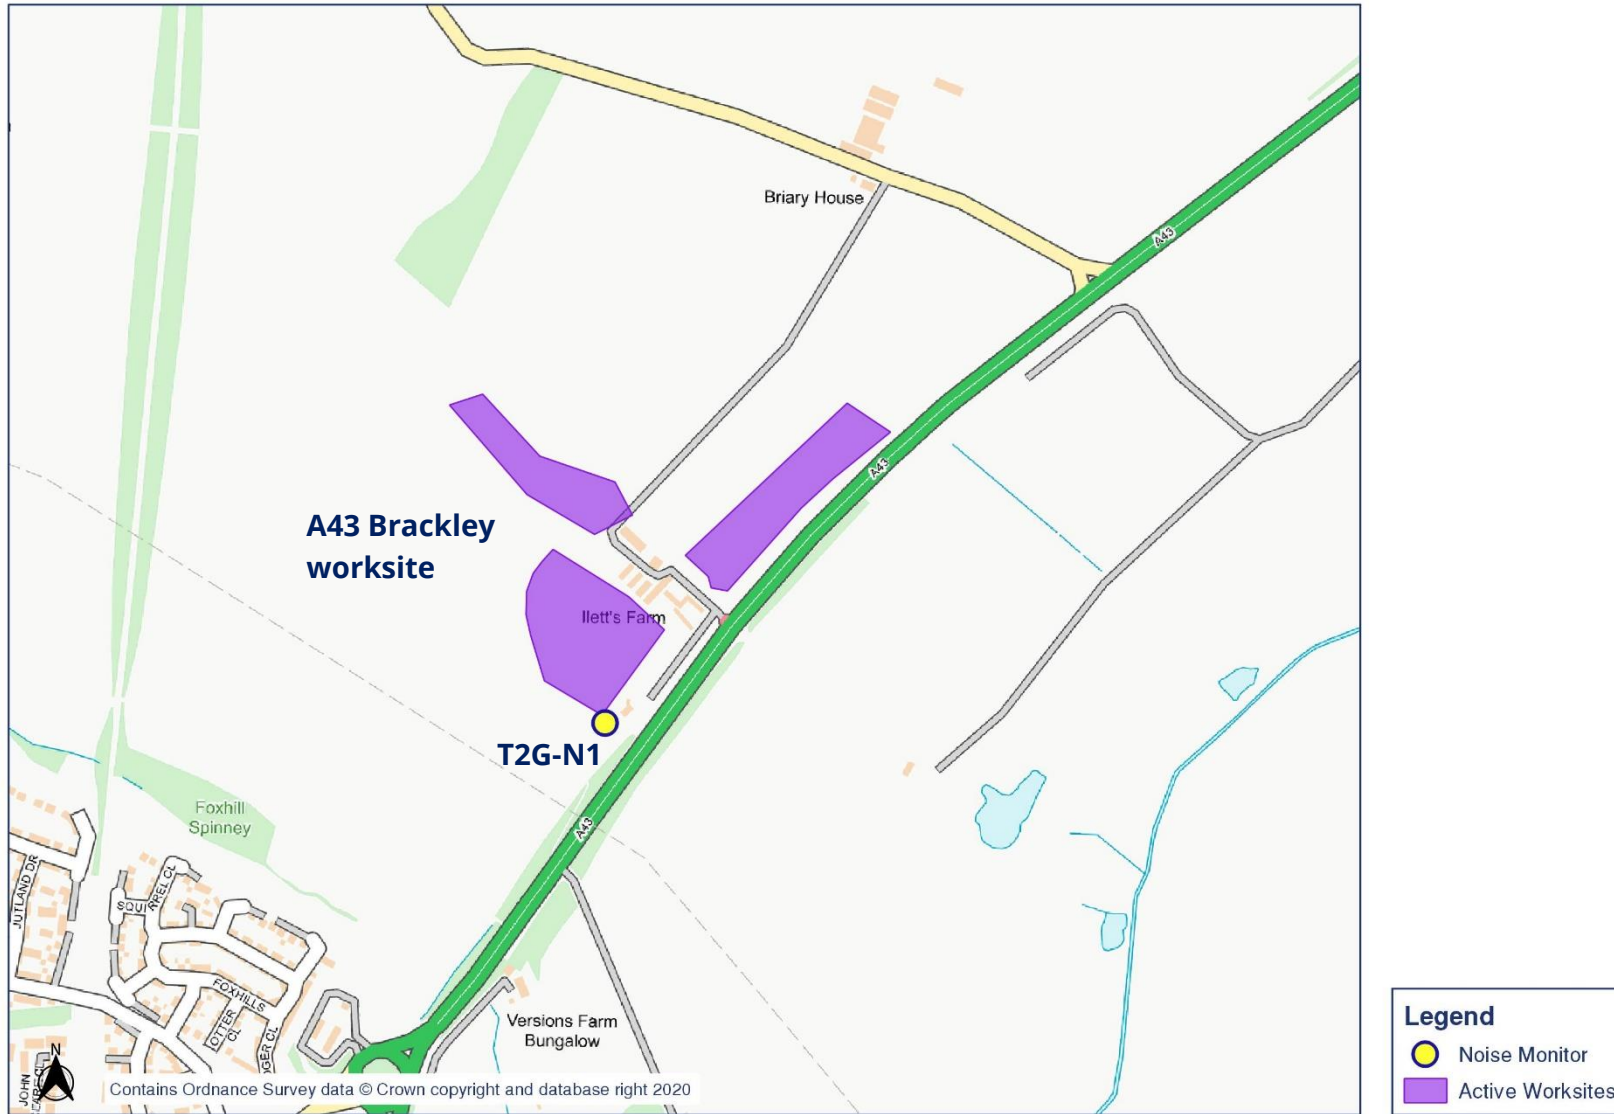 Briary House
A43
A43
A43 Brackley
worksite
Ilett's Farm
T2G-N1
Foxhill
Spinney
A43
JUTLAND DR
SQUIRREL CL
FOXHILLS
OTTER
CL
Versions Farm
Bungalow
N
JOHN
Contains Ordnance Survey data © Crown copyright and database right 2020
Legend
Noise Monitor
Active Worksites